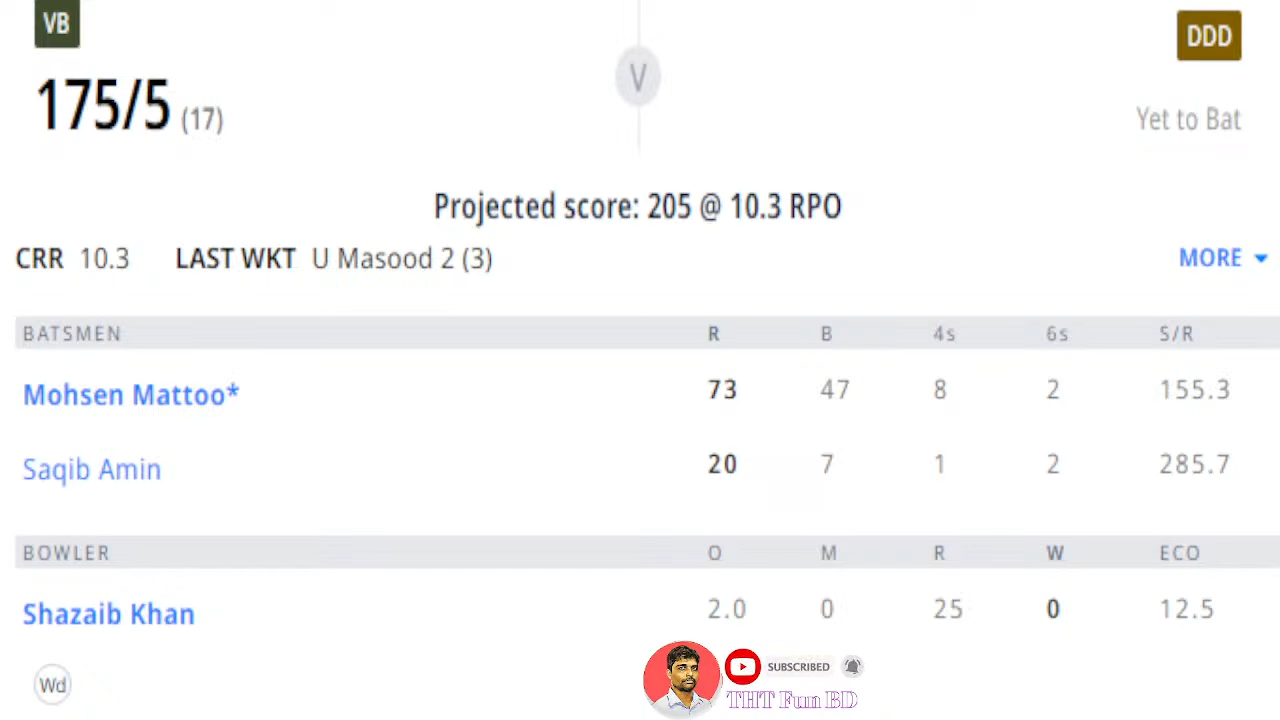 VB
V
DDD
175/5 (17)
Yet to Bat
Projected score: 205 @ 10.3 RPO
CRR 10.3 LAST WKT U Masood 2 (3)
MORE
BATSMEN R B 4s 6s S/R
Mohsen Mattoo* 73 47 8 2 155.3
Saqib Amin 20 7 1 2 285.7
BOWLER O M R W ECO
Shazaib Khan 2.0 0 25 0 12.5
Wd
SUBSCRIBED
THT Fun BD